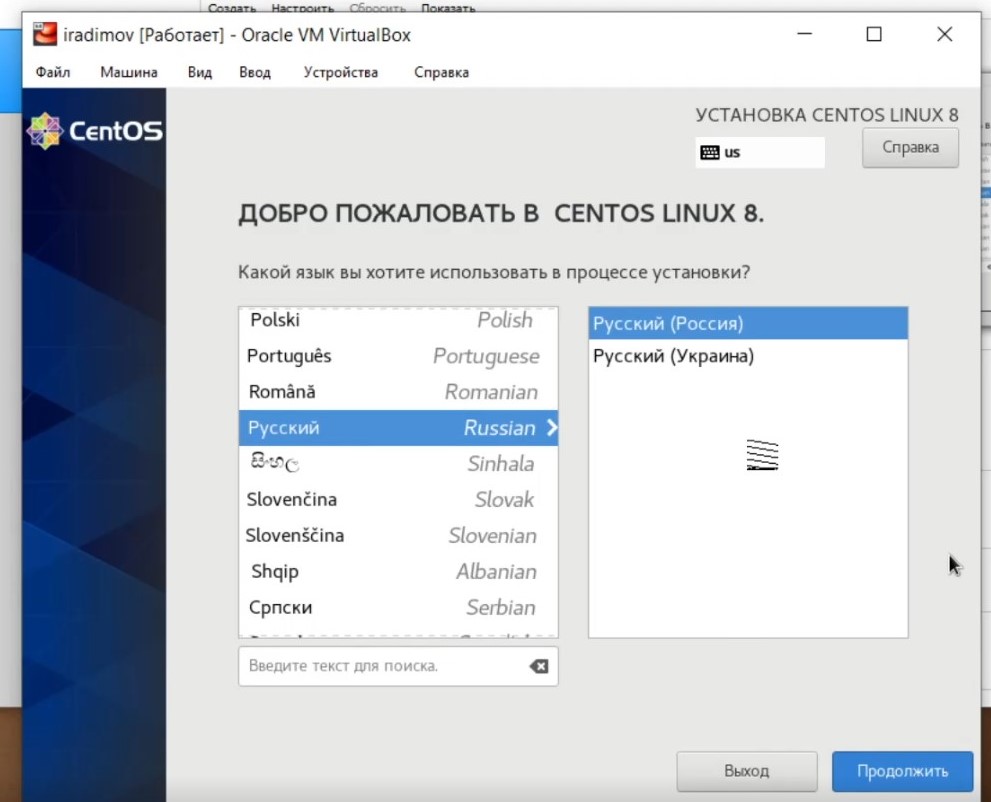 Создать Настроить Сбросить Показать
iradimov [Работает] - Oracle VM VirtualBox
Файл Машина Вид Ввод Устройства Справка
CentOS
УСТАНОВКА CENTOS LINUX 8
us
Справка
ДОБРО ПОЖАЛОВАТЬ В CENTOS LINUX 8.
Какой язык вы хотите использовать в процессе установки?
Polski Polish
Português Portuguese
Română Romanian
Русский Russian
සිංහල Sinhala
Slovenčina Slovak
Slovenščina Slovenian
Shqip Albanian
Српски Serbian
Русский (Россия)
Русский (Украина)
Введите текст для поиска.
Выход
Продолжить